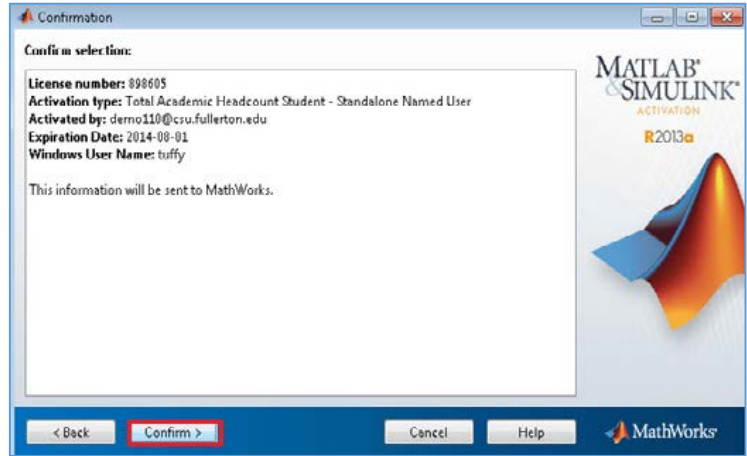 Confirmation
Confirm selection:
License number: 898605
Activation type: Total Academic Headcount Student - Standalone Named User
Activated by: demo110@csu.fullerton.edu
Expiration Date: 2014-08-01
Windows User Name: tuffy
This information will be sent to MathWorks.
MATLAB®
&SIMULINK®
ACTIVATION
R2013a
< Back
Confirm >
Cancel
Help
MathWorks®